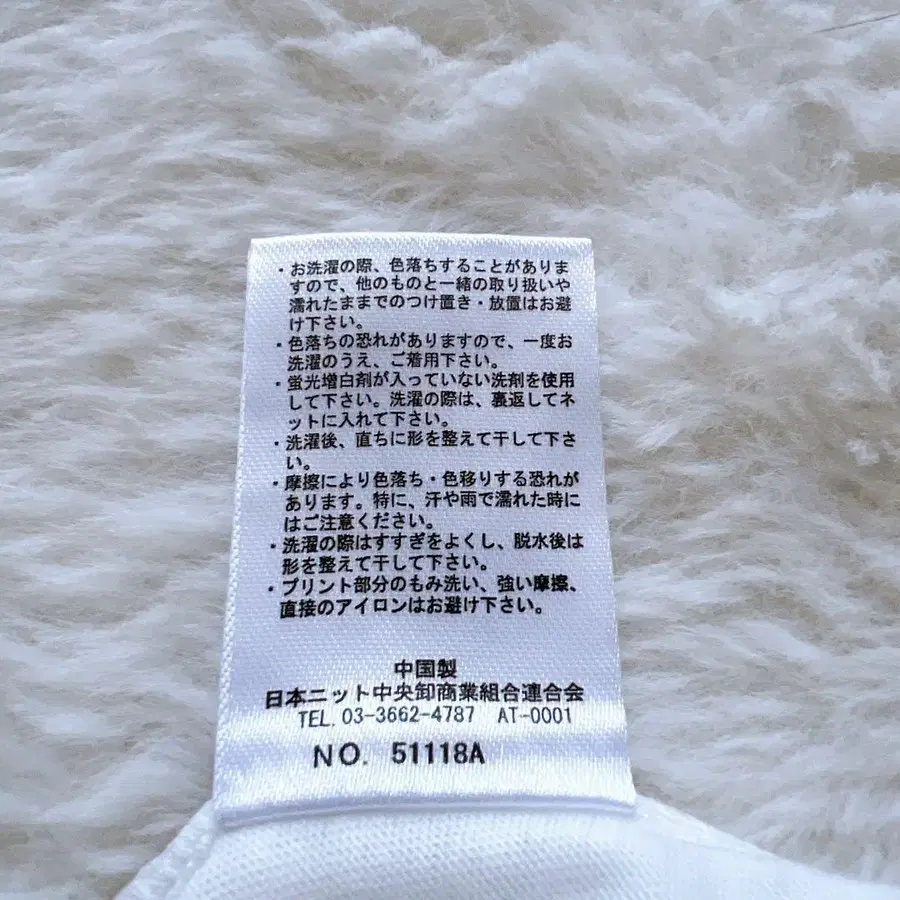 ・お洗濯の際、色落ちすることがありま
すので、他のものと一緒の取り扱いや
濡れたままでのつけ置き・放置はお避
け下さい。
・色落ちの恐れがありますので、一度お
洗濯のうえ、ご着用下さい。
・蛍光増白剤が入っていない洗剤を使用
して下さい。洗濯の際は、裏返してネ
ットに入れて下さい。
・洗濯後、直ちに形を整えて干して下さ
い。
・摩擦により色落ち・色移りする恐れが
あります。特に、汗や雨で濡れた時に
はご注意ください。
・洗濯の際はすすぎをよくし、脱水後は
形を整えて干して下さい。
・プリント部分のもみ洗い、強い摩擦、
直接のアイロンはお避け下さい。
中国製
日本ニット中央卸商業組合連合会
TEL. 03-3662-4787 AT-0001
NO. 51118A